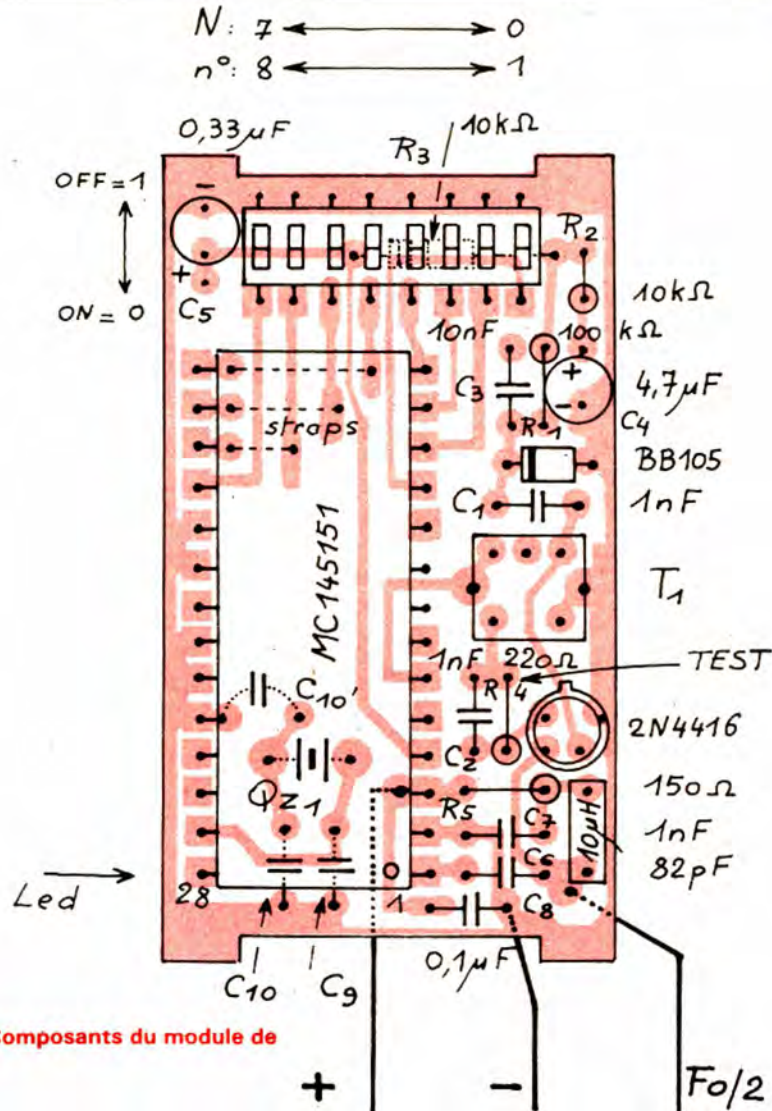 N: 7 ⟷ 0
n°: 8 ⟷ 1
0,33µF
R3
10kΩ
OFF=1
ON = 0
-
+
C5
R2
10kΩ
10nF
100 kΩ
C3
R1
+
-
4,7µF
C4
BB105
C1
1nF
straps
MC145151
T1
1nF
220Ω
TEST
R4
C2
2N4416
C10'
QZ1
R5
150Ω
C7
1nF
C6
82pF
10µH
C8
Led
28
1
0,1µF
C10
C9
Composants du module de
+
-
Fo/2